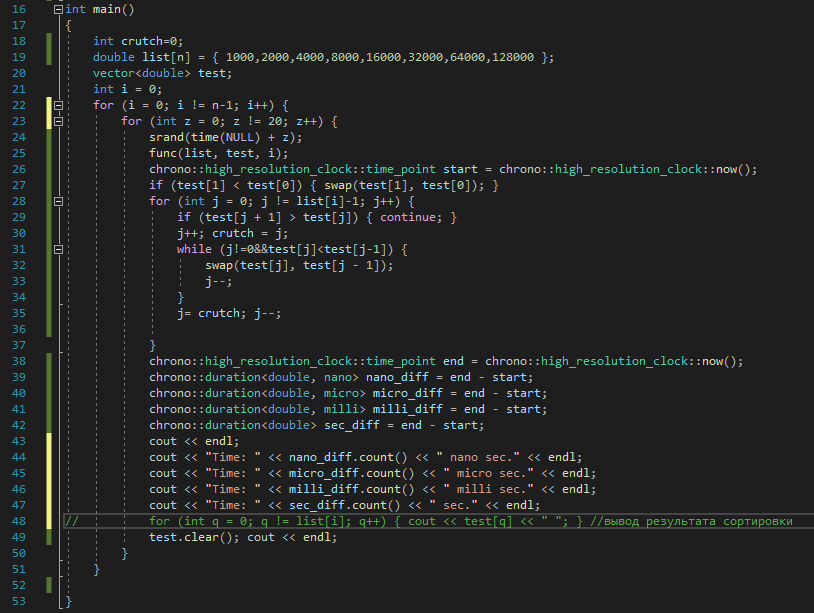 16 int main()
17 {
18 int crutch=0;
19 double list[n] = { 1000,2000,4000,8000,16000,32000,64000,128000 };
20 vector<double> test;
21 int i = 0;
22 for (i = 0; i != n-1; i++) {
23 for (int z = 0; z != 20; z++) {
24 srand(time(NULL) + z);
25 func(list, test, i);
26 chrono::high_resolution_clock::time_point start = chrono::high_resolution_clock::now();
27 if (test[1] < test[0]) { swap(test[1], test[0]); }
28 for (int j = 0; j != list[i]-1; j++) {
29 if (test[j + 1] > test[j]) { continue; }
30 j++; crutch = j;
31 while (j!=0&&test[j]<test[j-1]) {
32 swap(test[j], test[j - 1]);
33 j--;
34 }
35 j= crutch; j--;
36
37 }
38 chrono::high_resolution_clock::time_point end = chrono::high_resolution_clock::now();
39 chrono::duration<double, nano> nano_diff = end - start;
40 chrono::duration<double, micro> micro_diff = end - start;
41 chrono::duration<double, milli> milli_diff = end - start;
42 chrono::duration<double> sec_diff = end - start;
43 cout << endl;
44 cout << "Time: " << nano_diff.count() << " nano sec." << endl;
45 cout << "Time: " << micro_diff.count() << " micro sec." << endl;
46 cout << "Time: " << milli_diff.count() << " milli sec." << endl;
47 cout << "Time: " << sec_diff.count() << " sec." << endl;
48 // for (int q = 0; q != list[i]; q++) { cout << test[q] << " "; } //вывод результата сортировки
49 test.clear(); cout << endl;
50 }
51 }
52
53 }